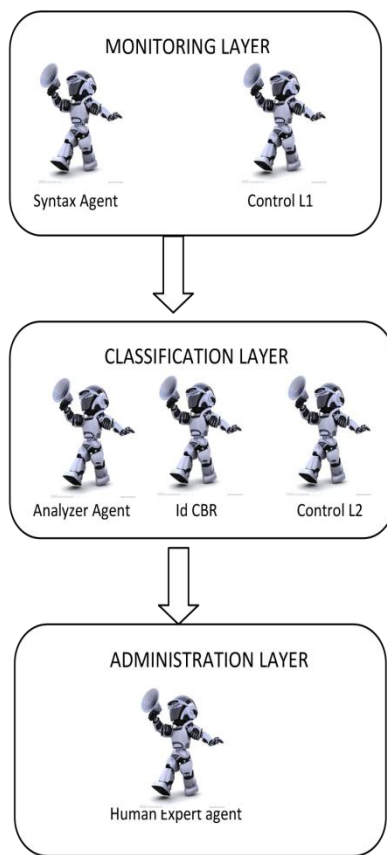 MONITORING LAYER
Syntax Agent
Control L1
CLASSIFICATION LAYER
Analyzer Agent
Id CBR
Control L2
ADMINISTRATION LAYER
Human Expert agent